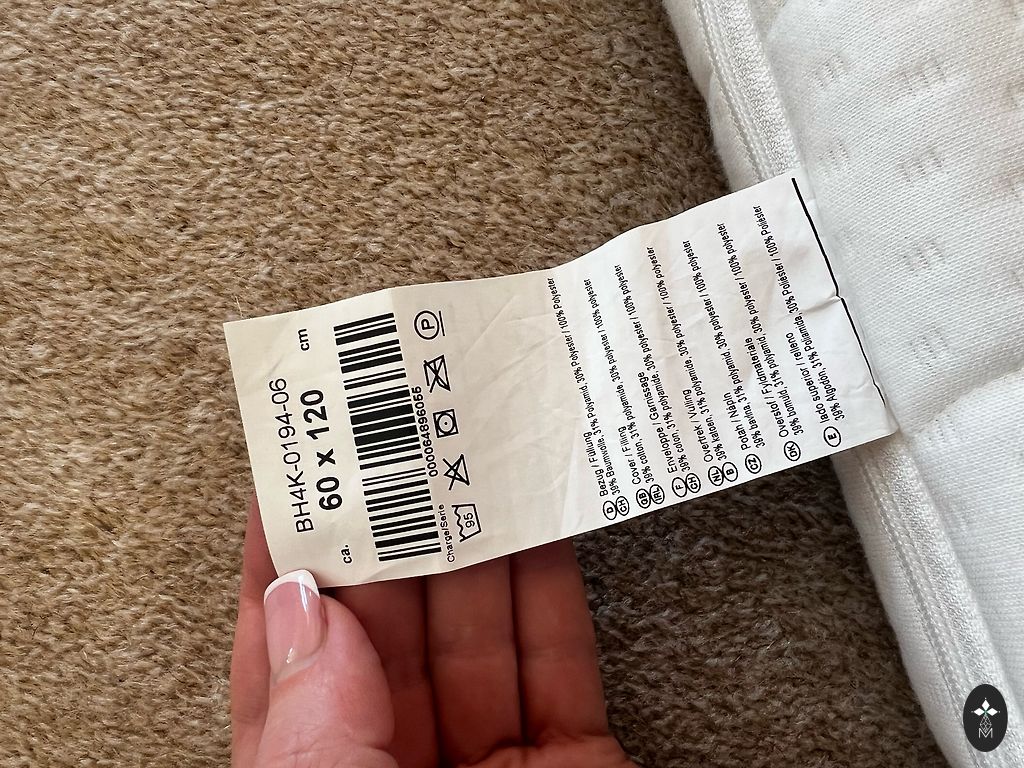 BH4K-0194-06
ca. 60 x 120 cm
0000648960
Charge/Serie
95
P
D Bezug / Füllung
CH 39% Baumwolle, 31% Polyamid, 30% Polyester / 100% Polyester
GB Cover / Filling
IRL 39% cotton, 31% polyamide, 30% polyester / 100% polyester
F Enveloppe / Garnissage
CH 39% coton, 31% polyamide, 30% polyester / 100% polyester
NL Overtrek / Vulling
B 39% katoen, 31% polyamide, 30% polyester / 100% polyester
CZ Potah / Náplň
39% bavlna, 31% polyamid, 30% polyester / 100% polyester
DK Overstof / Fyldmateriale
39% bomuld, 31% polyamid, 30% polyester / 100% polyester
E lado superior / relleno
39% Algodón, 31% Poliamida, 30% Poliéster / 100% Poliéster
M